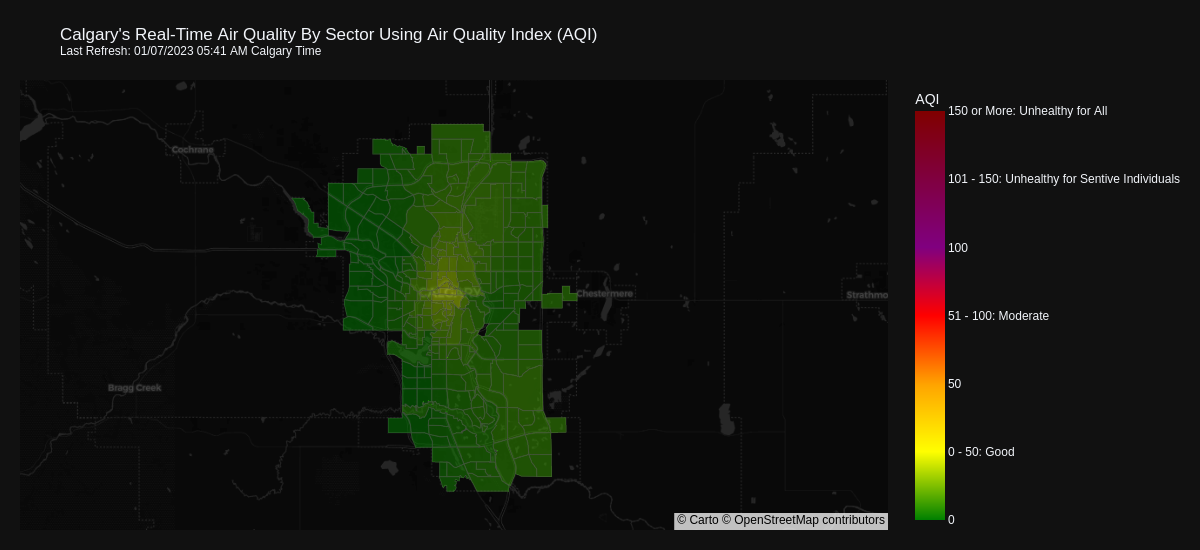 Calgary's Real-Time Air Quality By Sector Using Air Quality Index (AQI)
Last Refresh: 01/07/2023 05:41 AM Calgary Time
AQI
150 or More: Unhealthy for All
101 - 150: Unhealthy for Sentive Individuals
100
51 - 100: Moderate
50
0 - 50: Good
0
Cochrane
CALGARY
Chestermere
Strathmo
Bragg Creek
© Carto © OpenStreetMap contributors